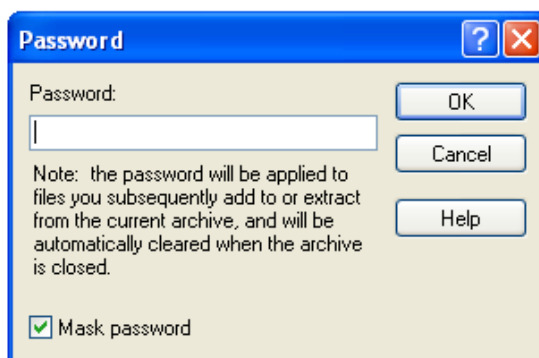 Password
Password:
OK
Cancel
Note:  the password will be applied to
files you subsequently add to or extract
from the current archive, and will be
automatically cleared when the archive
is closed.
Help
Mask password